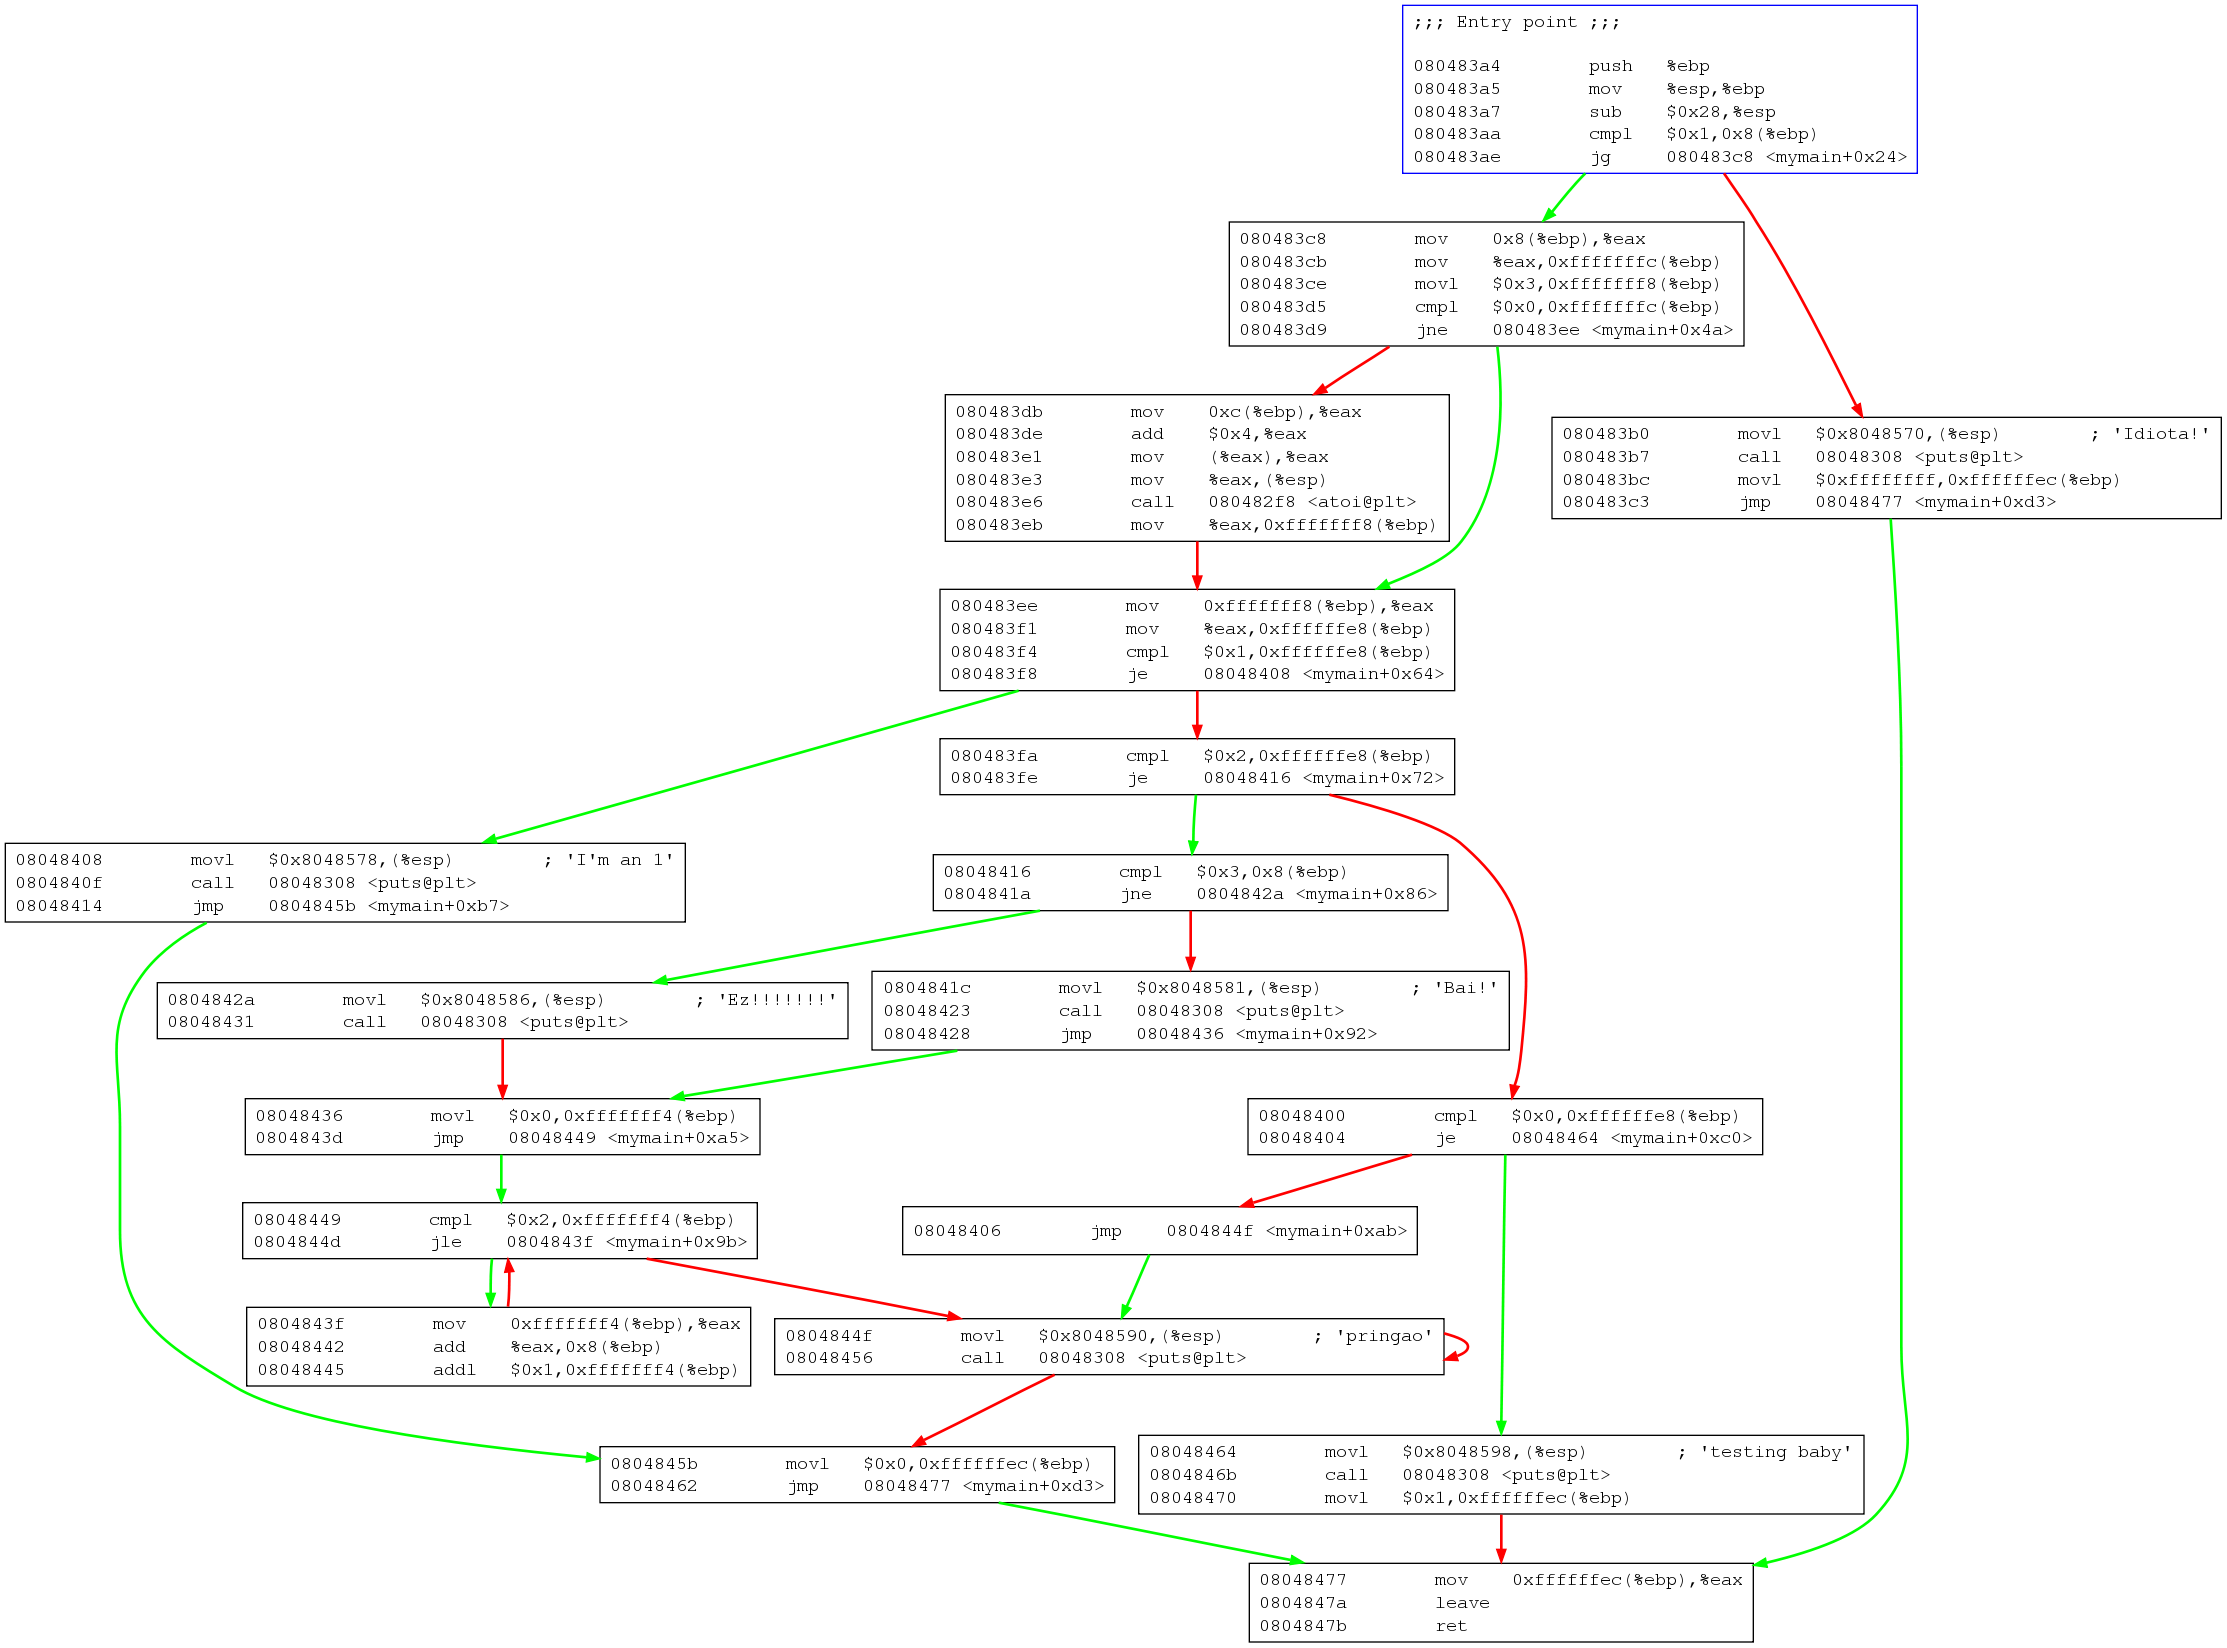 ;;; Entry point ;;;
080483a4 push %ebp
080483a5 mov %esp,%ebp
080483a7 sub $0x28,%esp
080483aa cmpl $0x1,0x8(%ebp)
080483ae jg 080483c8 <mymain+0x24>
080483c8 mov 0x8(%ebp),%eax
080483cb mov %eax,0xfffffffc(%ebp)
080483ce movl $0x3,0xfffffff8(%ebp)
080483d5 cmpl $0x0,0xfffffffc(%ebp)
080483d9 jne 080483ee <mymain+0x4a>
080483db mov 0xc(%ebp),%eax
080483de add $0x4,%eax
080483e1 mov (%eax),%eax
080483e3 mov %eax,(%esp)
080483e6 call 080482f8 <atoi@plt>
080483eb mov %eax,0xfffffff8(%ebp)
080483b0 movl $0x8048570,(%esp) ; 'Idiota!'
080483b7 call 08048308 <puts@plt>
080483bc movl $0xffffffff,0xffffffec(%ebp)
080483c3 jmp 08048477 <mymain+0xd3>
080483ee mov 0xfffffff8(%ebp),%eax
080483f1 mov %eax,0xffffffe8(%ebp)
080483f4 cmpl $0x1,0xffffffe8(%ebp)
080483f8 je 08048408 <mymain+0x64>
080483fa cmpl $0x2,0xffffffe8(%ebp)
080483fe je 08048416 <mymain+0x72>
08048408 movl $0x8048578,(%esp) ; 'I'm an 1'
0804840f call 08048308 <puts@plt>
08048414 jmp 0804845b <mymain+0xb7>
08048416 cmpl $0x3,0x8(%ebp)
0804841a jne 0804842a <mymain+0x86>
0804842a movl $0x8048586,(%esp) ; 'Ez!!!!!!!'
08048431 call 08048308 <puts@plt>
0804841c movl $0x8048581,(%esp) ; 'Bai!'
08048423 call 08048308 <puts@plt>
08048428 jmp 08048436 <mymain+0x92>
08048436 movl $0x0,0xfffffff4(%ebp)
0804843d jmp 08048449 <mymain+0xa5>
08048400 cmpl $0x0,0xffffffe8(%ebp)
08048404 je 08048464 <mymain+0xc0>
08048449 cmpl $0x2,0xfffffff4(%ebp)
0804844d jle 0804843f <mymain+0x9b>
08048406 jmp 0804844f <mymain+0xab>
0804843f mov 0xfffffff4(%ebp),%eax
08048442 add %eax,0x8(%ebp)
08048445 addl $0x1,0xfffffff4(%ebp)
0804844f movl $0x8048590,(%esp) ; 'pringao'
08048456 call 08048308 <puts@plt>
0804845b movl $0x0,0xffffffec(%ebp)
08048462 jmp 08048477 <mymain+0xd3>
08048464 movl $0x8048598,(%esp) ; 'testing baby'
0804846b call 08048308 <puts@plt>
08048470 movl $0x1,0xffffffec(%ebp)
08048477 mov 0xffffffec(%ebp),%eax
0804847a leave
0804847b ret